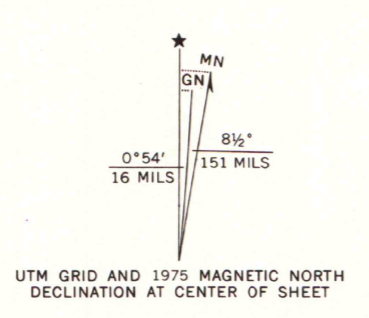 ★
MN
GN
0°54′
16 MILS
8½°
151 MILS
UTM GRID AND 1975 MAGNETIC NORTH
DECLINATION AT CENTER OF SHEET